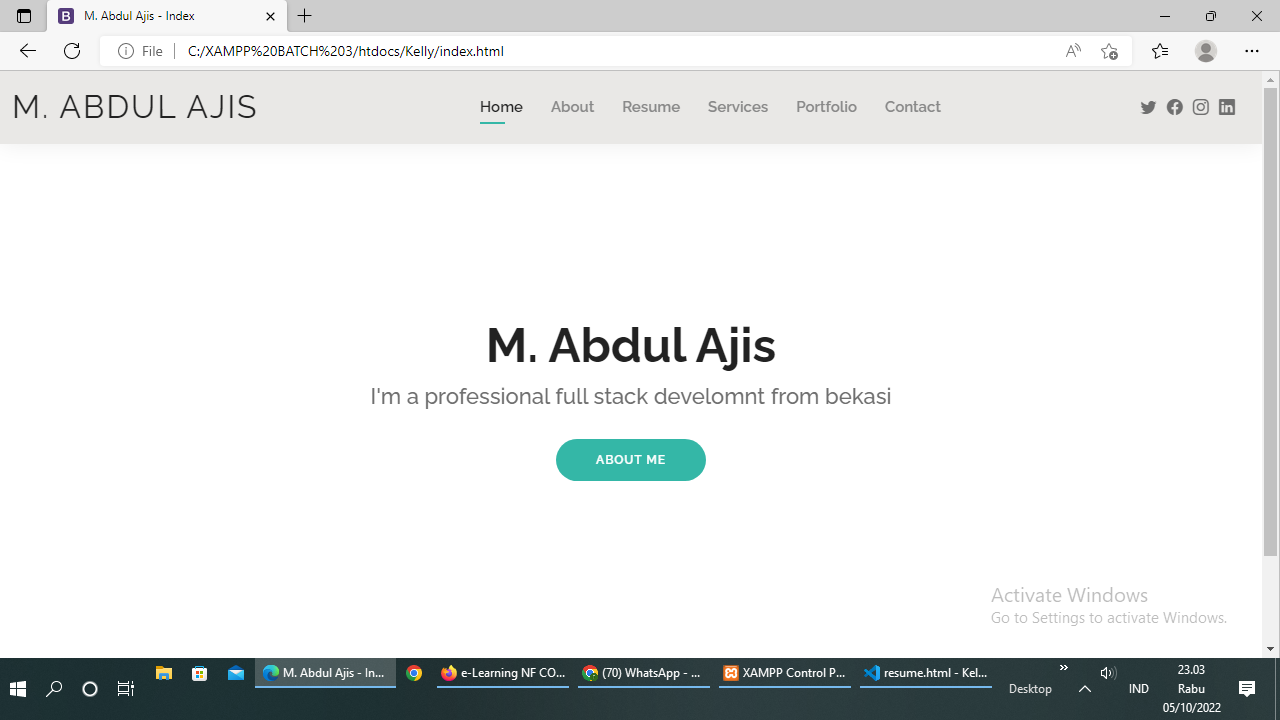 M. Abdul Ajis - Index
File
C:/XAMPP%20BATCH%203/htdocs/Kelly/index.html
M. ABDUL AJIS
Home About Resume Services Portfolio Contact
M. Abdul Ajis
I'm a professional full stack develomnt from bekasi
ABOUT ME
Activate Windows
Go to Settings to activate Windows.
M. Abdul Ajis - In...
e-Learning NF CO...
(70) WhatsApp - ...
XAMPP Control P...
resume.html - Kel...
Desktop
IND
23.03
Rabu
05/10/2022